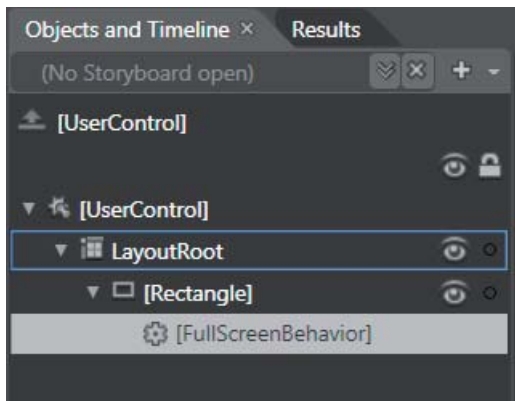 Objects and Timeline × Results
(No Storyboard open)
[UserControl]
[UserControl]
LayoutRoot
[Rectangle]
[FullScreenBehavior]